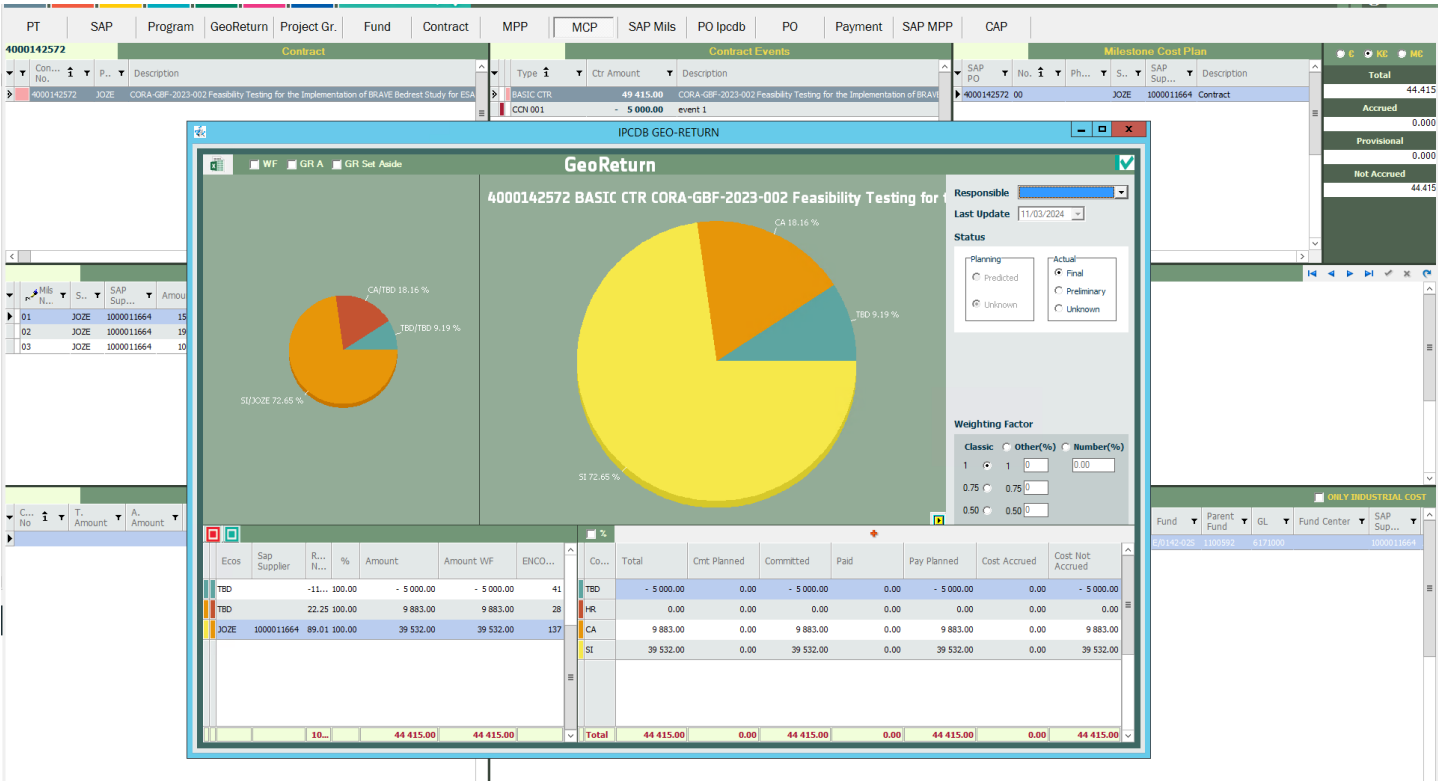 PT SAP Program GeoReturn Project Gr. Fund Contract MPP MCP SAP Mils PO Ipcdb PO Payment SAP MPP CAP
4000142572 Contract Contract Events Milestone Cost Plan € K€ M€
Con... No. 1 P.. Description Type 1 Ctr Amount Description SAP PO No. 1 Ph... S.. SAP Sup... Description Total
4000142572 JOZE CORA-GBF-2023-002 Feasibility Testing for the Implementation of BRAVE Bedrest Study for ESA BASIC CTR 49 415.00 CORA-GBF-2023-002 Feasibility Testing for the Implementation of BRAVE 4000142572 00 JOZE 1000011664 Contract 44.415
CCN 001 - 5 000.00 event 1 Accrued
0.000
Provisional
0.000
Not Accrued
44.415
IPCDB GEO-RETURN
WF GR A GR Set Aside GeoReturn
4000142572 BASIC CTR CORA-GBF-2023-002 Feasibility Testing for
CA/TBD 18.16 %
TBD/TBD 9.19 %
SI/JOZE 72.65 %
CA 18.16 %
TBD 9.19 %
SI 72.65 %
Responsible
Last Update 11/03/2024
Status
Planning Actual
Predicted Final
Preliminary
Unknown Unknown
Weighting Factor
Classic Other(%) Number(%)
1 1 0 0.00
0.75 0.75 0
0.50 0.50 0
Mils N... S.. SAP Sup... Amou
01 JOZE 1000011664 15
02 JOZE 1000011664 19
03 JOZE 1000011664 10
C... No 1 T. Amount A. Amount
ONLY INDUSTRIAL COST
Fund Parent Fund GL Fund Center SAP Sup...
E/0142-02S 1100592 6171000 1000011664
Ecos Sap Supplier R... N... % Amount Amount WF ENCO...
TBD -11... 100.00 - 5 000.00 - 5 000.00 41
TBD 22.25 100.00 9 883.00 9 883.00 28
JOZE 1000011664 89.01 100.00 39 532.00 39 532.00 137
10... 44 415.00 44 415.00
%
Co... Total Cmt Planned Committed Paid Pay Planned Cost Accrued Cost Not Accrued
TBD - 5 000.00 0.00 - 5 000.00 0.00 - 5 000.00 0.00 - 5 000.00
HR 0.00 0.00 0.00 0.00 0.00 0.00 0.00
CA 9 883.00 0.00 9 883.00 0.00 9 883.00 0.00 9 883.00
SI 39 532.00 0.00 39 532.00 0.00 39 532.00 0.00 39 532.00
Total 44 415.00 0.00 44 415.00 0.00 44 415.00 0.00 44 415.00